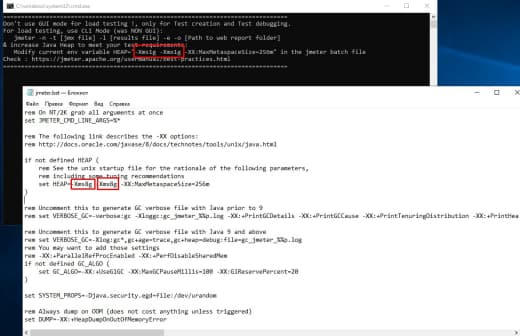 C:\windows\system32\cmd.exe
================================================================================
Don't use GUI mode for load testing !, only for Test creation and Test debugging.
For load testing, use CLI Mode (was NON GUI):
jmeter -n -t [jmx file] -l [results file] -e -o [Path to web report folder]
& increase Java Heap to meet your test requirements:
Modify current env variable HEAP="-Xms1g -Xmx1g -XX:MaxMetaspaceSize=256m" in the jmeter batch file
Check : https://jmeter.apache.org/usermanual/best-practices.html
================================================================================
jmeter.bat — Блокнот
Файл Правка Формат Вид Справка
rem On NT/2K grab all arguments at once
set JMETER_CMD_LINE_ARGS=%*
rem The following link describes the -XX options:
rem http://docs.oracle.com/javase/8/docs/technotes/tools/unix/java.html
if not defined HEAP (
rem See the unix startup file for the rationale of the following parameters,
rem including some tuning recommendations
set HEAP=-Xms8g -Xmx8g -XX:MaxMetaspaceSize=256m
)
rem Uncomment this to generate GC verbose file with Java prior to 9
rem set VERBOSE_GC=-verbose:gc -Xloggc:gc_jmeter_%%p.log -XX:+PrintGCDetails -XX:+PrintGCCause -XX:+PrintTenuringDistribution -XX:+PrintHea
rem Uncomment this to generate GC verbose file with Java 9 and above
rem set VERBOSE_GC=-Xlog:gc*,gc+age=trace,gc+heap=debug:file=gc_jmeter_%%p.log
rem You may want to add those settings
rem -XX:+ParallelRefProcEnabled -XX:+PerfDisableSharedMem
if not defined GC_ALGO (
set GC_ALGO=-XX:+UseG1GC -XX:MaxGCPauseMillis=100 -XX:G1ReservePercent=20
)
set SYSTEM_PROPS=-Djava.security.egd=file:/dev/urandom
rem Always dump on OOM (does not cost anything unless triggered)
set DUMP=-XX:+HeapDumpOnOutOfMemoryError